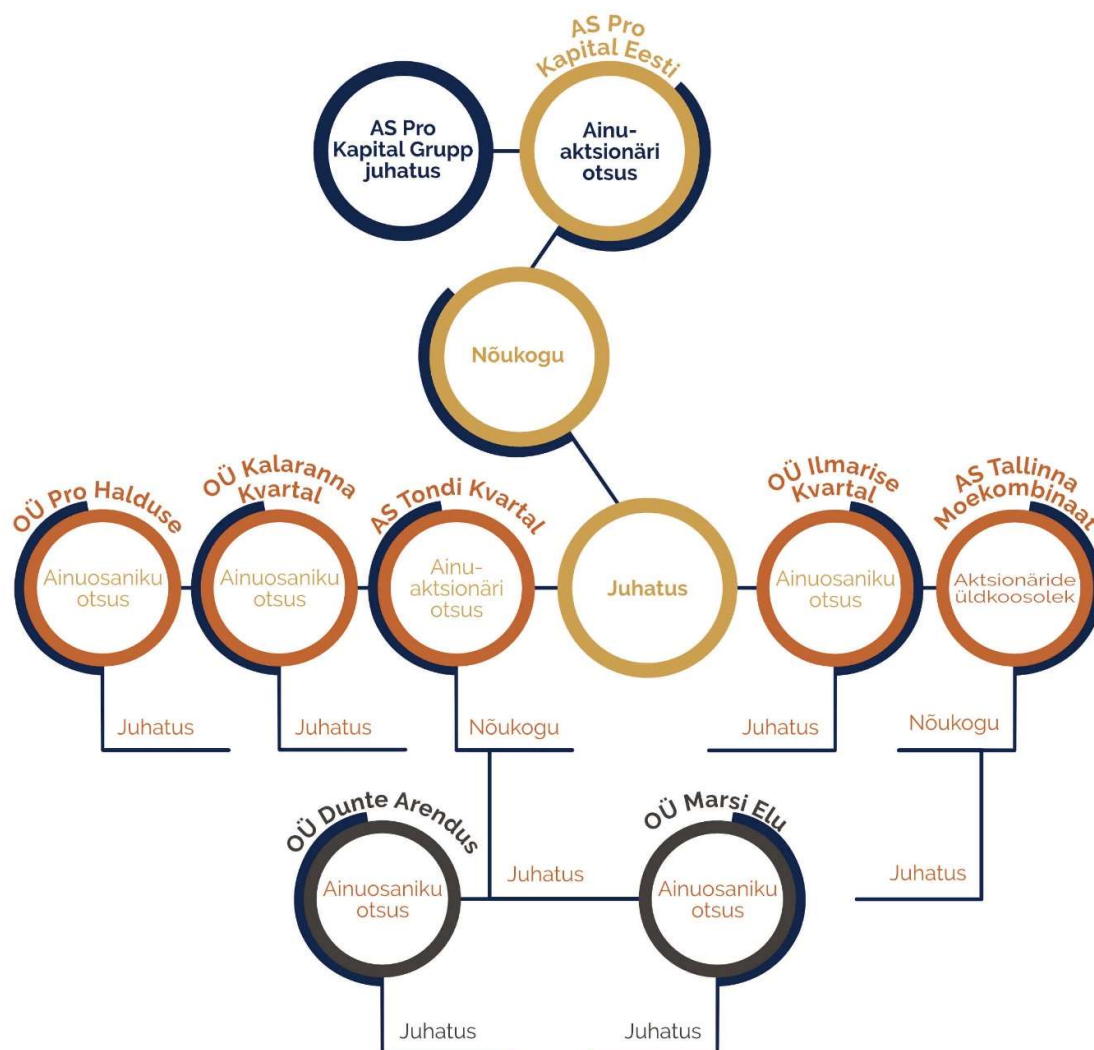 AS Pro
Kapital Eesti
AS Pro
Kapital Grupp
juhatus
Ainu-
aktsionäri
otsus
Nõukogu
OÜ Pro Halduse
Ainuosaniku
otsus
OÜ Kalaranna
Kvartal
Ainuosaniku
otsus
AS Tondi Kvartal
Ainu-
aktsionäri
otsus
Juhatus
OÜ Ilmarise
Kvartal
Ainuosaniku
otsus
AS Tallinna
Moekombinaat
Aktsionäride
üldkoosolek
Juhatus
Juhatus
Nõukogu
Juhatus
Nõukogu
OÜ Dunte Arendus
Ainuosaniku
otsus
Juhatus
OÜ Marsi Elu
Ainuosaniku
otsus
Juhatus
Juhatus
Juhatus